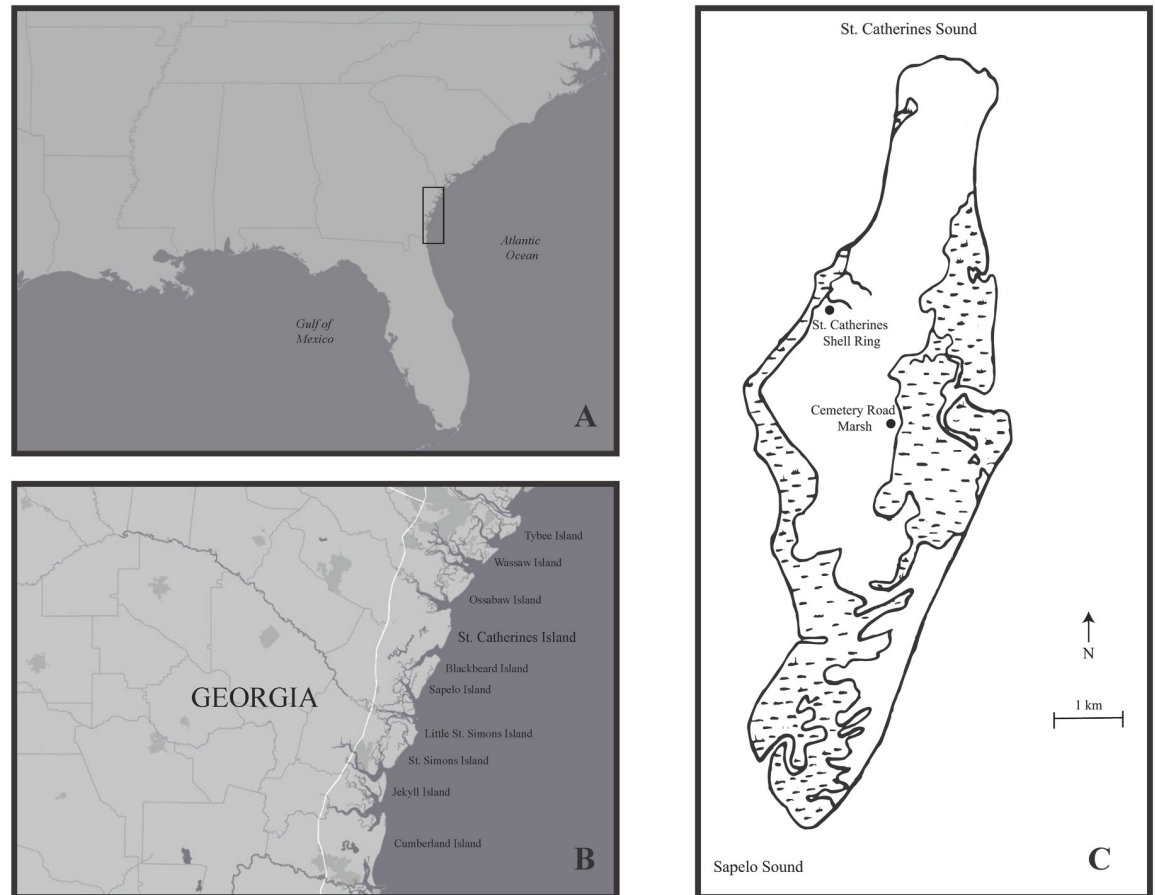 Atlantic
Ocean
Gulf of
Mexico
A
Tybee Island
Wassaw Island
Ossabaw Island
St. Catherines Island
Blackbeard Island
Sapelo Island
GEORGIA
Little St. Simons Island
St. Simons Island
Jekyll Island
Cumberland Island
B
St. Catherines Sound
St. Catherines
Shell Ring
Cemetery Road
Marsh
N
1 km
Sapelo Sound
C